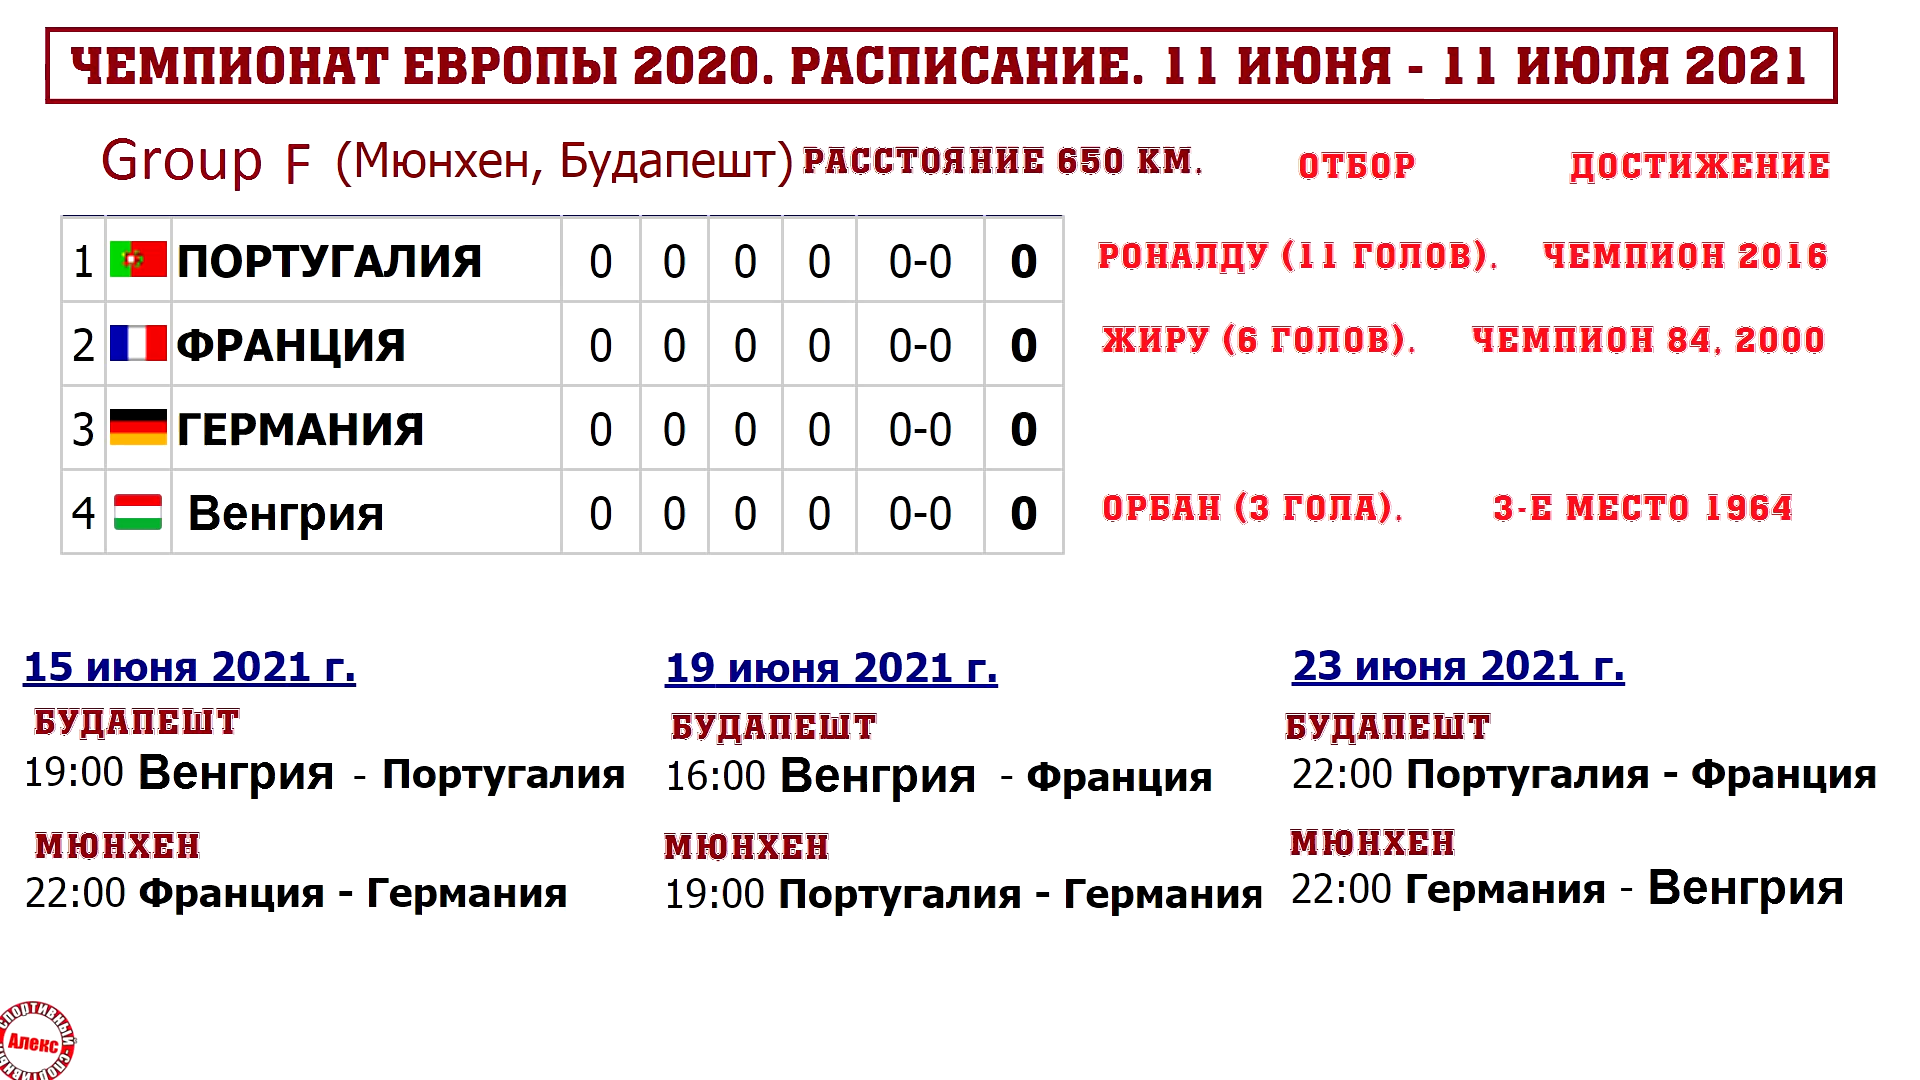 ЧЕМПИОНАТ ЕВРОПЫ 2020. РАСПИСАНИЕ. 11 ИЮНЯ - 11 ИЮЛЯ 2021
Group F (Мюнхен, Будапешт) РАССТОЯНИЕ 650 КМ. ОТБОР ДОСТИЖЕНИЕ
1 ПОРТУГАЛИЯ 0 0 0 0 0-0 0 РОНАЛДУ (11 ГОЛОВ). ЧЕМПИОН 2016
2 ФРАНЦИЯ 0 0 0 0 0-0 0 ЖИРУ (6 ГОЛОВ). ЧЕМПИОН 84, 2000
3 ГЕРМАНИЯ 0 0 0 0 0-0 0
4 Венгрия 0 0 0 0 0-0 0 ОРБАН (3 ГОЛА). 3-Е МЕСТО 1964
15 июня 2021 г.
БУДАПЕШТ
19:00 Венгрия - Португалия
МЮНХЕН
22:00 Франция - Германия
19 июня 2021 г.
БУДАПЕШТ
16:00 Венгрия - Франция
МЮНХЕН
19:00 Португалия - Германия
23 июня 2021 г.
БУДАПЕШТ
22:00 Португалия - Франция
МЮНХЕН
22:00 Германия - Венгрия
СПОРТИВНЫЙ
Алекс
СПОРТИВНЫЙ